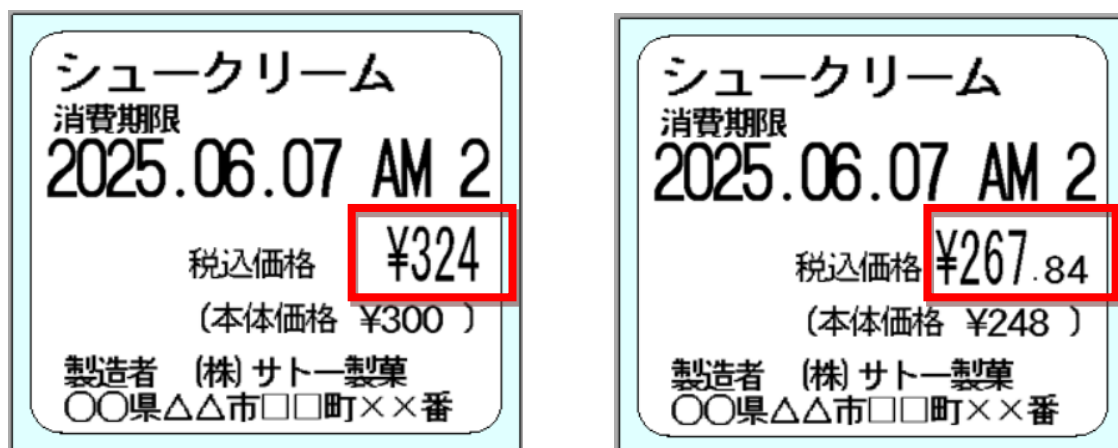 シュークリーム
消費期限
2025.06.07 AM 2
税込価格 ¥324
（本体価格 ¥300 ）
製造者 (株) サトー製菓
〇〇県△△市□□町××番
シュークリーム
消費期限
2025.06.07 AM 2
税込価格 ¥267.84
（本体価格 ¥248 ）
製造者 (株) サトー製菓
〇〇県△△市□□町××番